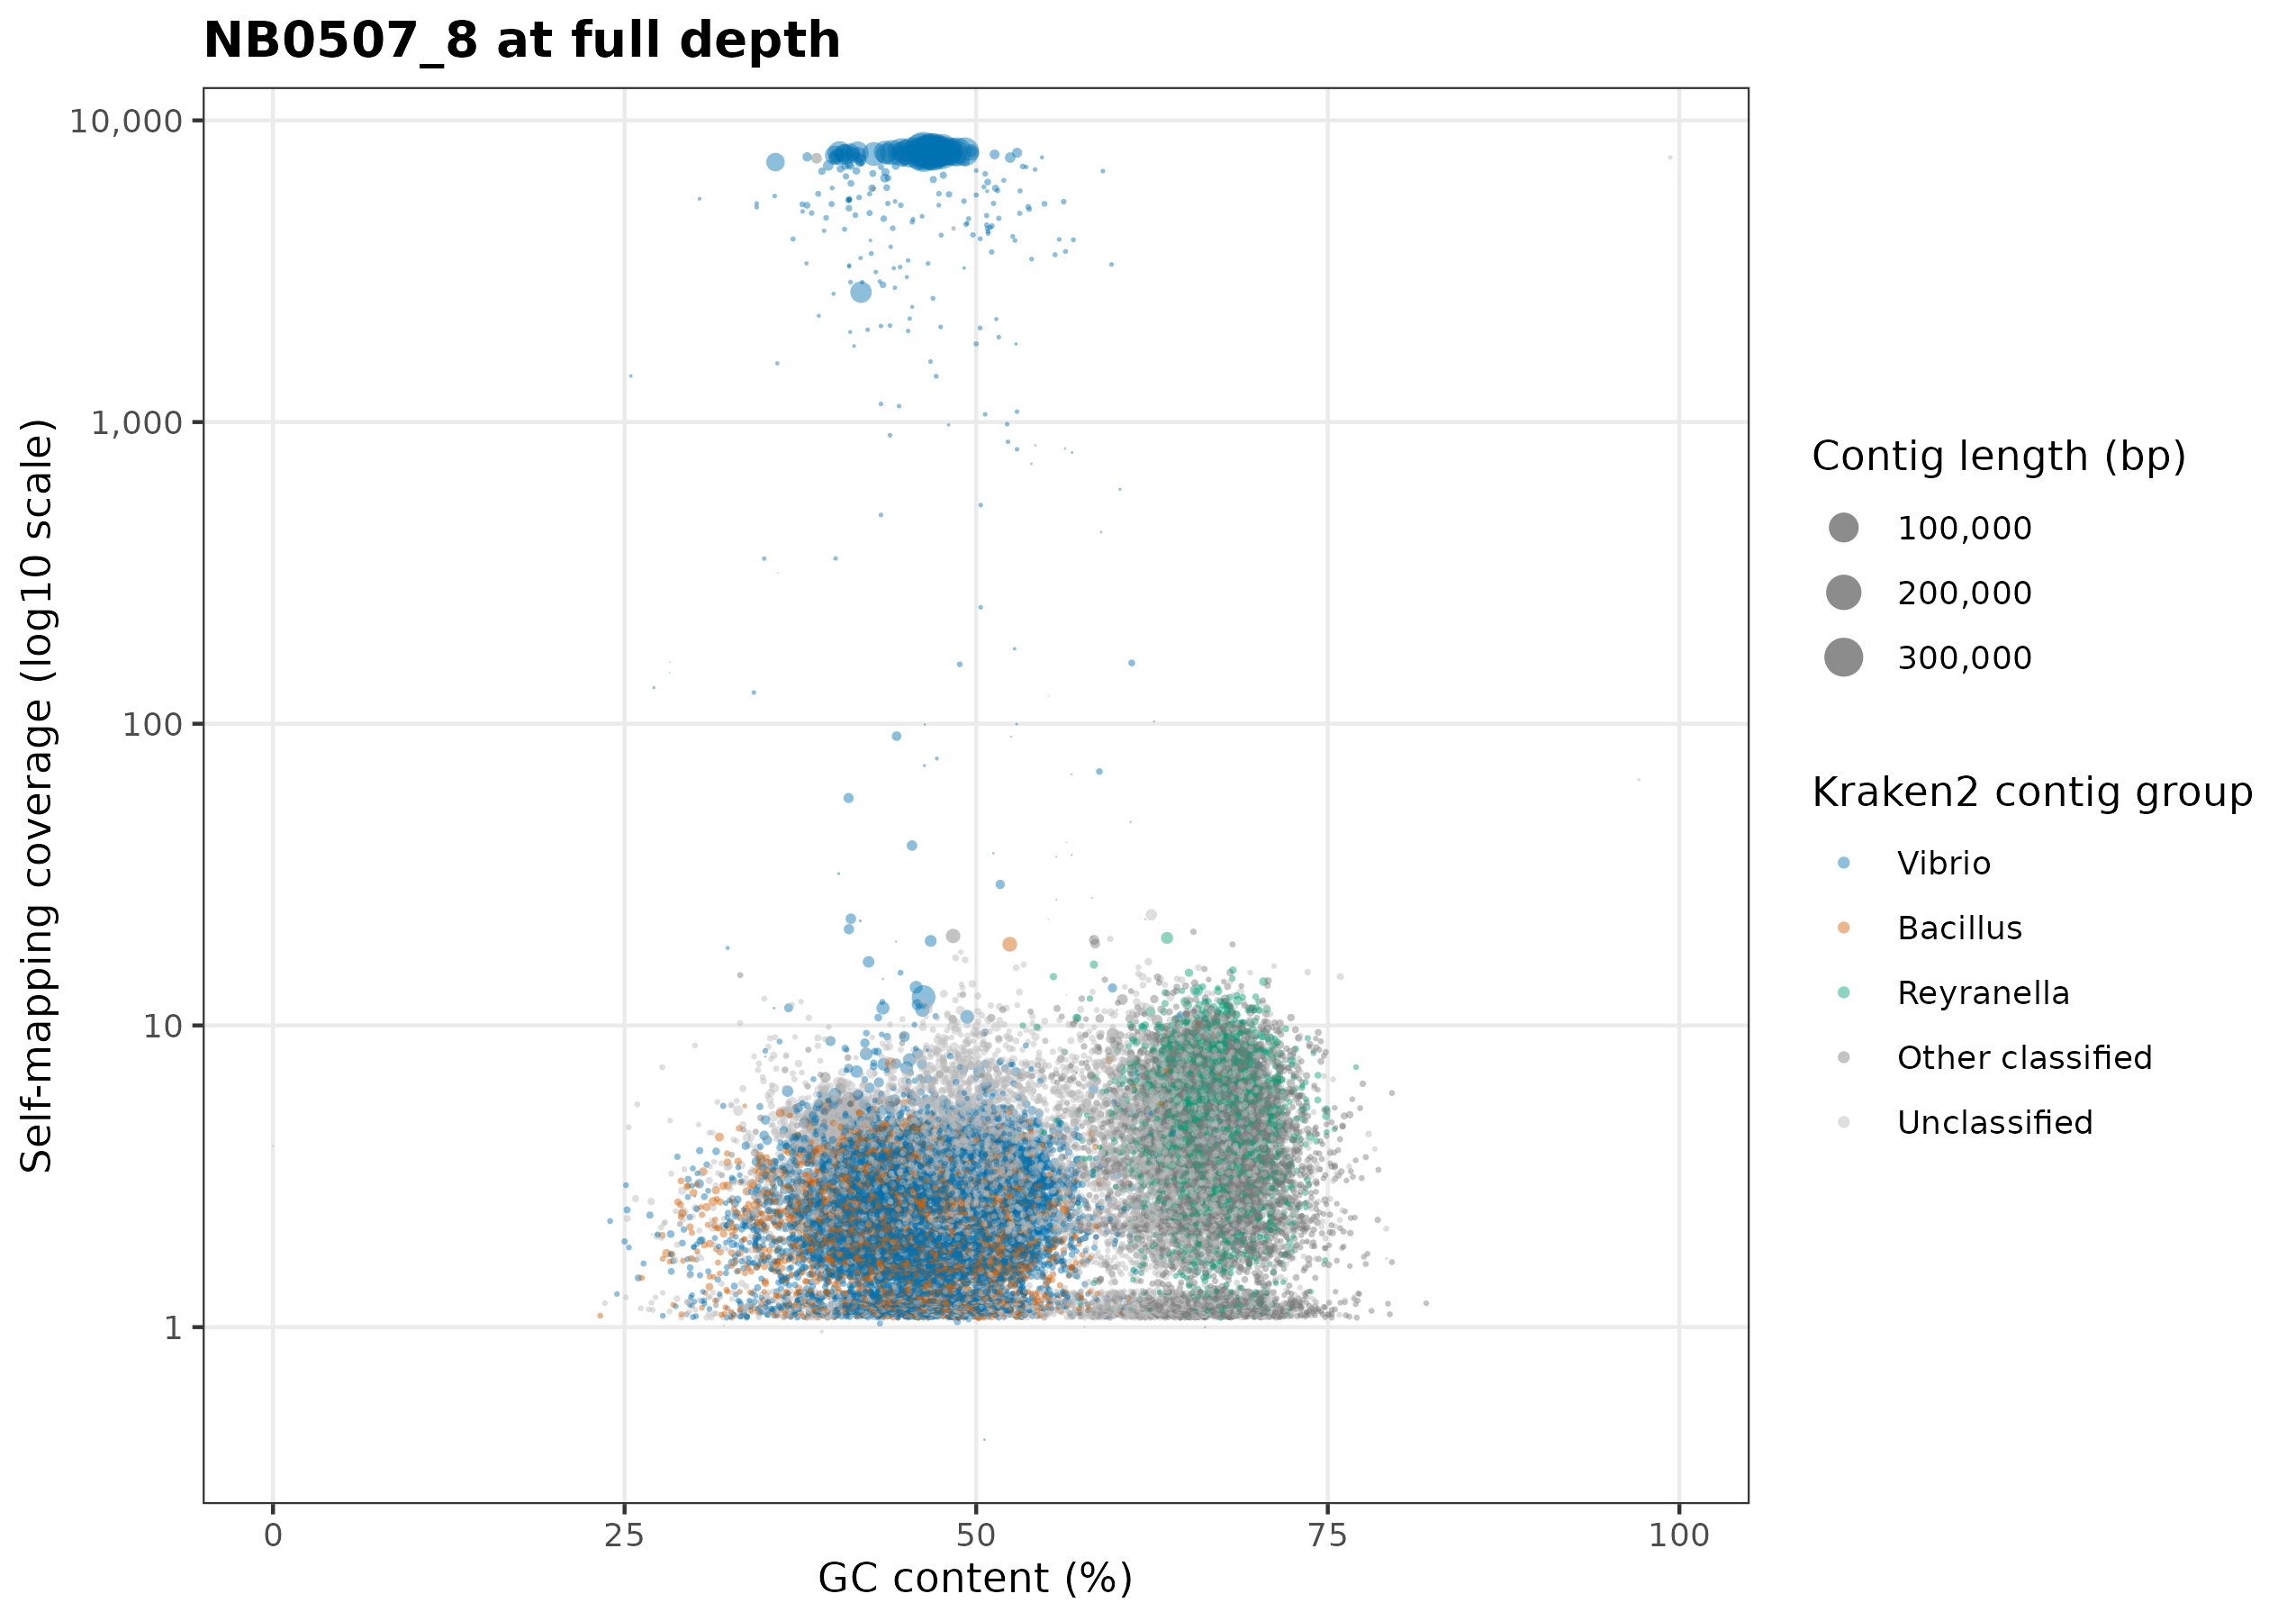 NB0507_8 at full depth
Self-mapping coverage (log10 scale)
10,000
1,000
100
10
1
0
25
50
75
100
GC content (%)
Contig length (bp)
100,000
200,000
300,000
Kraken2 contig group
Vibrio
Bacillus
Reyranella
Other classified
Unclassified